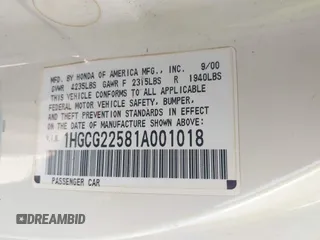 MFD. BY HONDA OF AMERICA MFG., INC. 9/00
GVWR 4235LBS GAWR F 2315LBS R 1940LBS
THIS VEHICLE CONFORMS TO ALL APPLICABLE
FEDERAL MOTOR VEHICLE SAFETY, BUMPER,
AND THEFT PREVENTION STANDARDS IN EFFECT
ON THE DATE OF MANUFACTURE SHOWN ABOVE.
V.I.N. 1HGCG22581A001018
PASSENGER CAR
DREAMBID